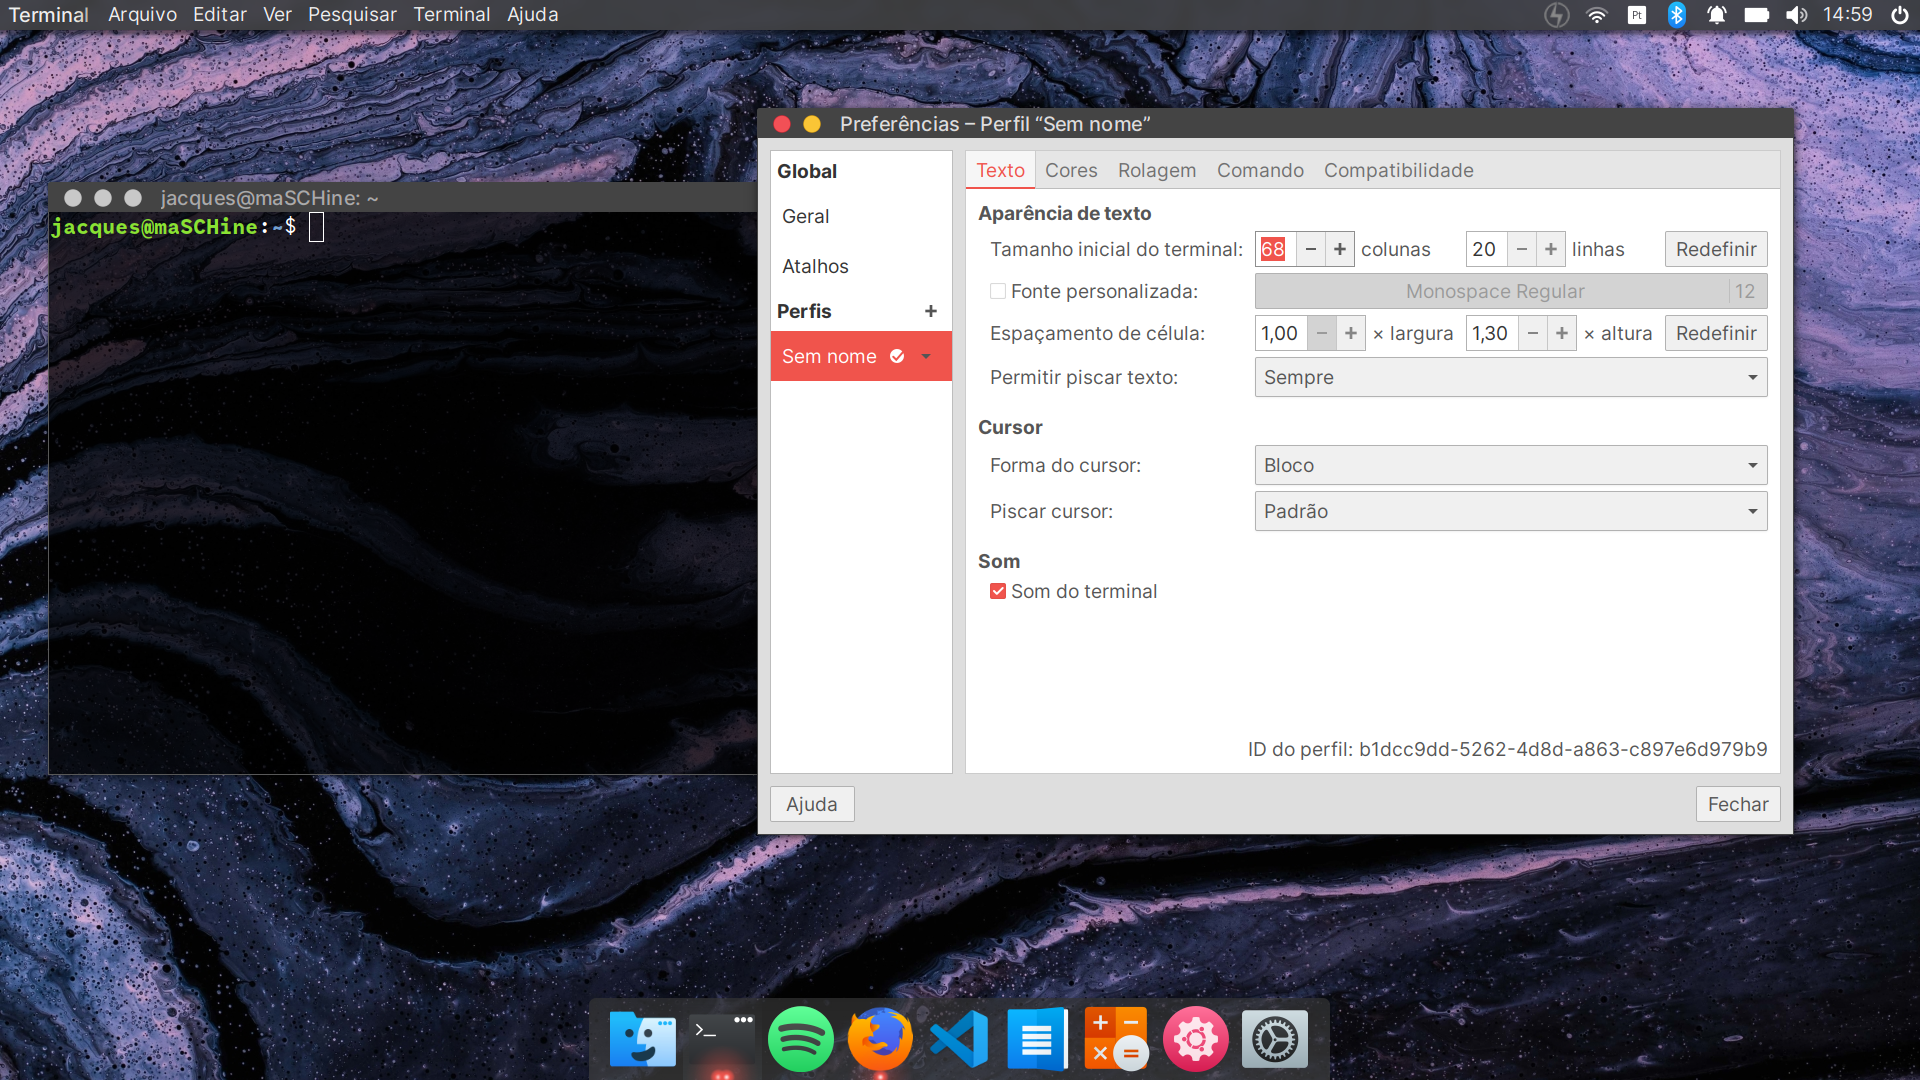 Terminal Arquivo Editar Ver Pesquisar Terminal Ajuda
Pt 14:59
Preferências – Perfil “Sem nome”
jacques@maSCHine: ~
jacques@maSCHine:~$
Global
Geral
Atalhos
Perfis +
Sem nome
Texto Cores Rolagem Comando Compatibilidade
Aparência de texto
Tamanho inicial do terminal: 68 − + colunas 20 − + linhas Redefinir
Fonte personalizada: Monospace Regular 12
Espaçamento de célula: 1,00 − + × largura 1,30 − + × altura Redefinir
Permitir piscar texto: Sempre
Cursor
Forma do cursor: Bloco
Piscar cursor: Padrão
Som
Som do terminal
ID do perfil: b1dcc9dd-5262-4d8d-a863-c897e6d979b9
Ajuda Fechar